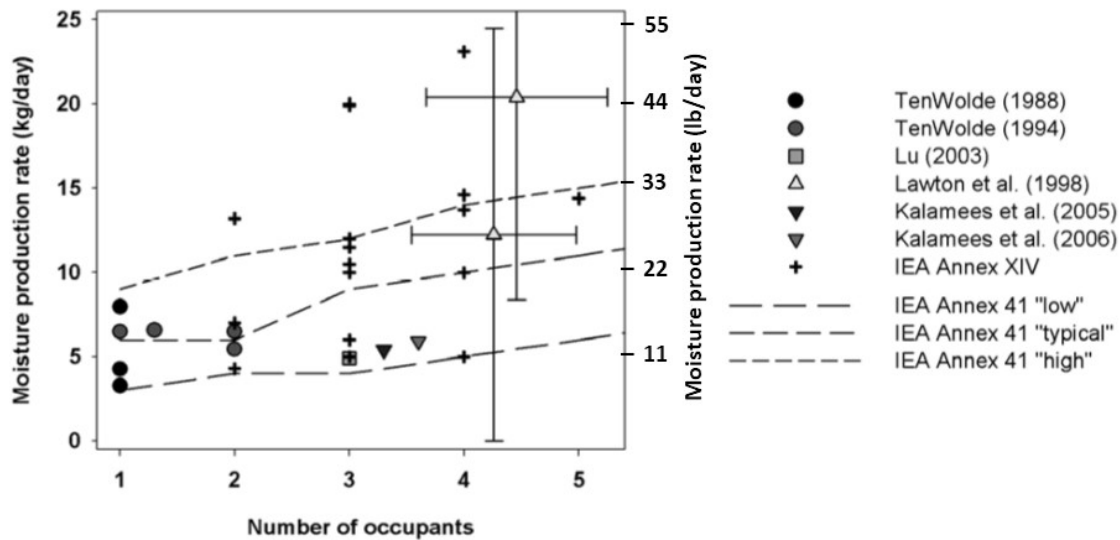 Moisture production rate (kg/day)
25
20
15
10
5
0
1 2 3 4 5
Number of occupants
55
44
33
22
11
Moisture production rate (lb/day)
TenWolde (1988)
TenWolde (1994)
Lu (2003)
Lawton et al. (1998)
Kalamees et al. (2005)
Kalamees et al. (2006)
IEA Annex XIV
IEA Annex 41 "low"
IEA Annex 41 "typical"
IEA Annex 41 "high"